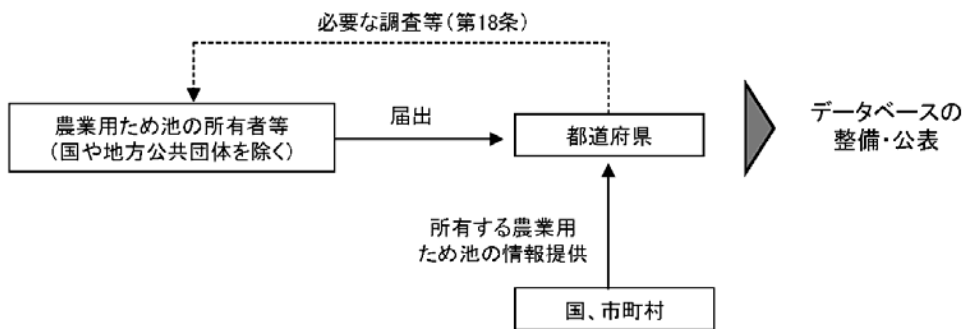 必要な調査等(第18条)
農業用ため池の所有者等
(国や地方公共団体を除く)
届出
都道府県
データベースの
整備・公表
所有する農業用
ため池の情報提供
国、市町村